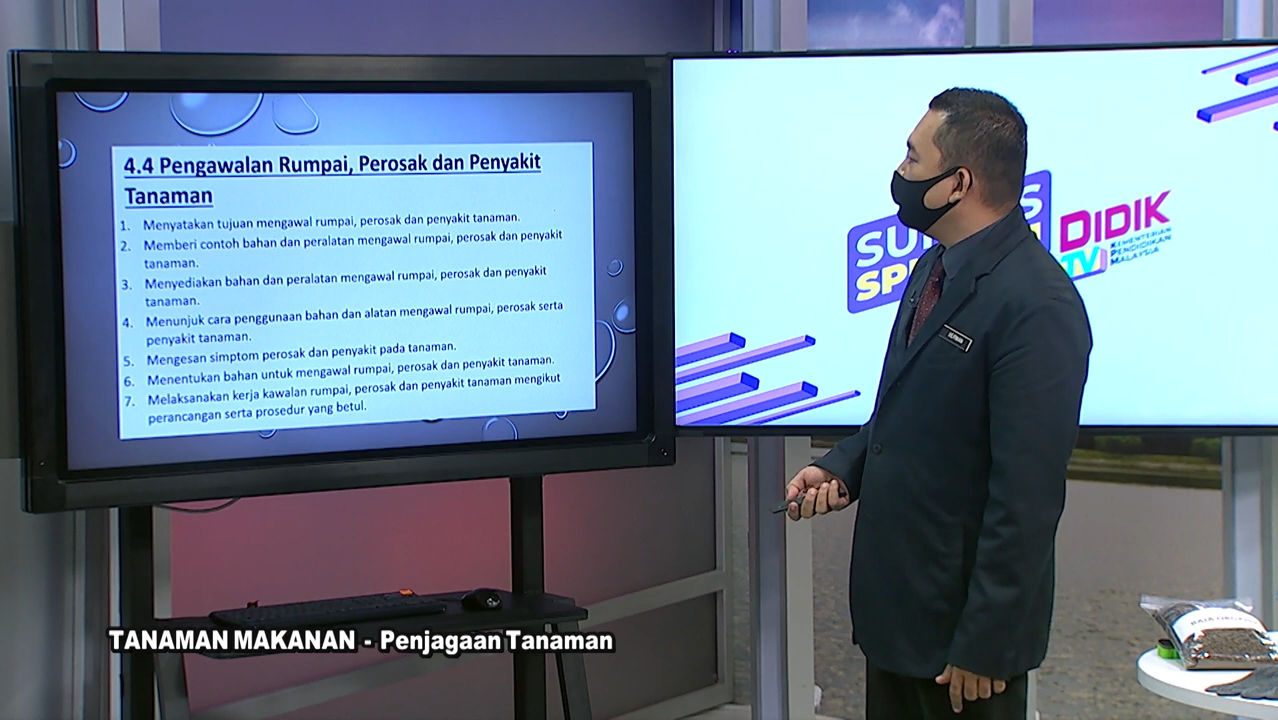 4.4 Pengawalan Rumpai, Perosak dan Penyakit
Tanaman
1. Menyatakan tujuan mengawal rumpai, perosak dan penyakit tanaman.
2. Memberi contoh bahan dan peralatan mengawal rumpai, perosak dan penyakit
tanaman.
3. Menyediakan bahan dan peralatan mengawal rumpai, perosak dan penyakit
tanaman.
4. Menunjuk cara penggunaan bahan dan alatan mengawal rumpai, perosak serta
penyakit tanaman.
5. Mengesan simptom perosak dan penyakit pada tanaman.
6. Menentukan bahan untuk mengawal rumpai, perosak dan penyakit tanaman.
7. Melaksanakan kerja kawalan rumpai, perosak dan penyakit tanaman mengikut
perancangan serta prosedur yang betul.
DIDIK
TV
KEMENTERIAN
PENDIDIKAN
MALAYSIA
HERMAN
BAJA
TANAMAN MAKANAN - Penjagaan Tanaman